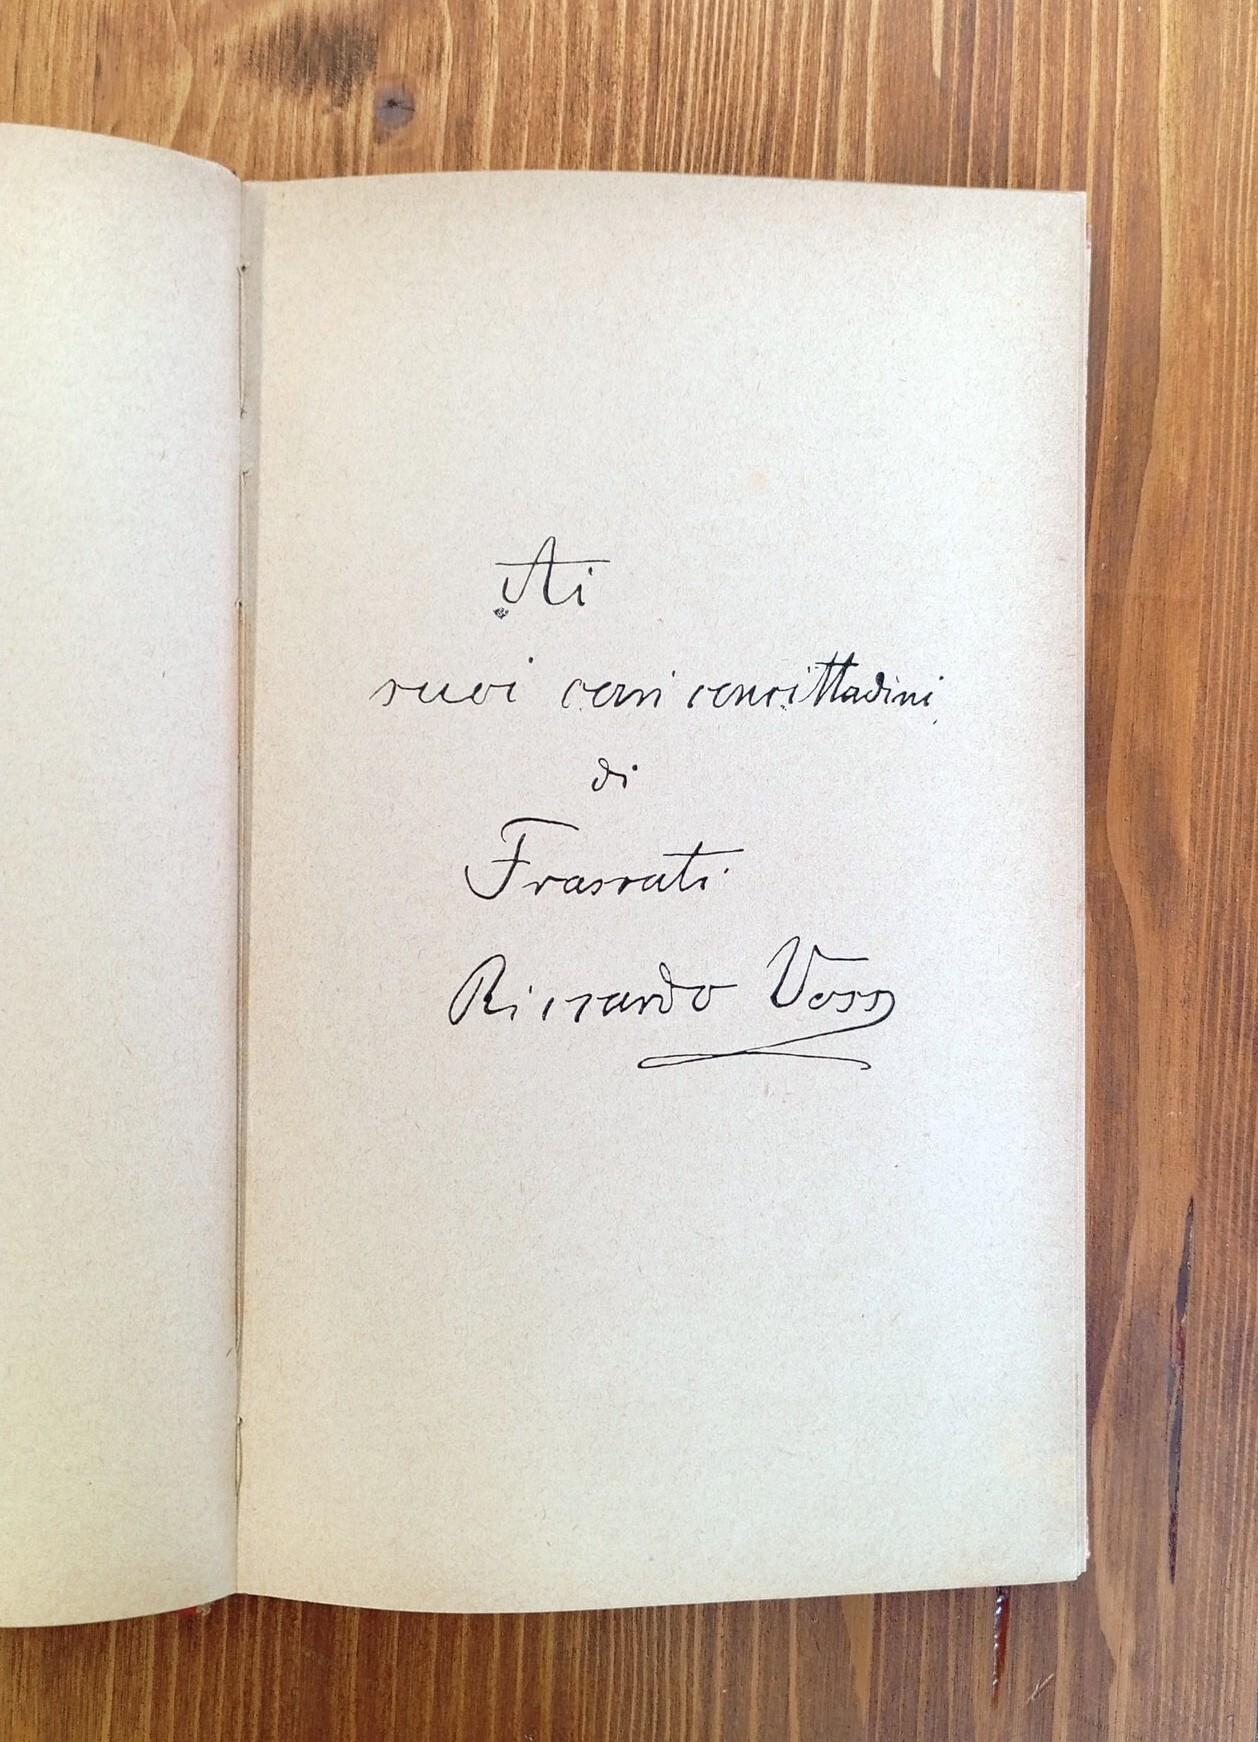 Ai
suoi cari concittadini
di
Frascati
Riccardo Voss